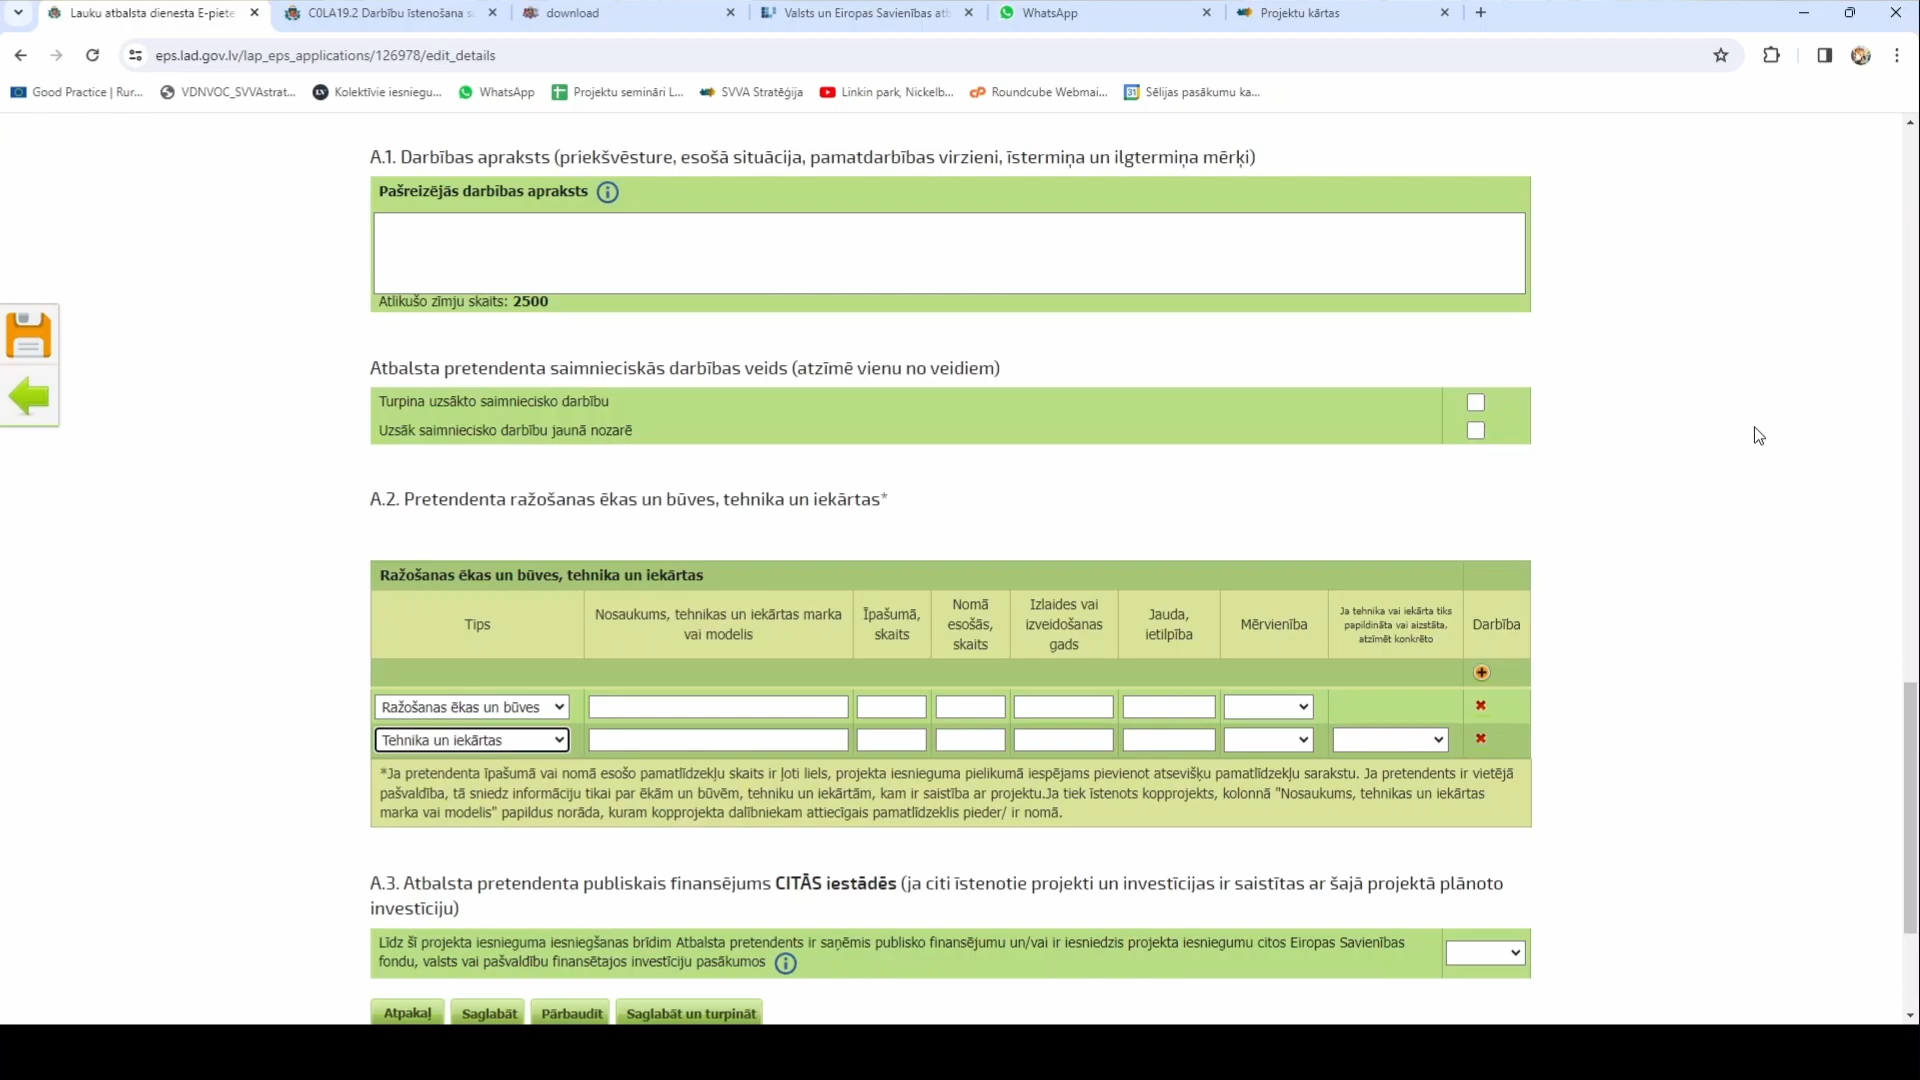 Lauku atbalsta dienesta E-piete
C0LA19.2 Darbību īstenošana s
download
Valsts un Eiropas Savienības atb
WhatsApp
Projektu kārtas
eps.lad.gov.lv/lap_eps_applications/126978/edit_details
Good Practice | Rur...
VDNVOC_SVVAstrat...
Kolektīvie iesniegu...
WhatsApp
Projektu semināri L...
SVVA Stratēģija
Linkin park, Nickelb...
Roundcube Webmai...
Sēlijas pasākumu ka...
A.1. Darbības apraksts (priekšvēsture, esošā situācija, pamatdarbības virzieni, īstermiņa un ilgtermiņa mērķi)
Pašreizējās darbības apraksts
Atlikušo zīmju skaits: 2500
Atbalsta pretendenta saimnieciskās darbības veids (atzīmē vienu no veidiem)
Turpina uzsākto saimniecisko darbību
Uzsāk saimniecisko darbību jaunā nozarē
A.2. Pretendenta ražošanas ēkas un būves, tehnika un iekārtas*
Ražošanas ēkas un būves, tehnika un iekārtas
Tips
Nosaukums, tehnikas un iekārtas marka
vai modelis
Īpašumā,
skaits
Nomā
esošās,
skaits
Izlaides vai
izveidošanas
gads
Jauda,
ietilpība
Mērvienība
Ja tehnika vai iekārta tiks
papildināta vai aizstāta,
atzīmēt konkrēto
Darbība
Ražošanas ēkas un būves
Tehnika un iekārtas
*Ja pretendenta īpašumā vai nomā esošo pamatlīdzekļu skaits ir ļoti liels, projekta iesnieguma pielikumā iespējams pievienot atsevišķu pamatlīdzekļu sarakstu. Ja pretendents ir vietējā
pašvaldība, tā sniedz informāciju tikai par ēkām un būvēm, tehniku un iekārtām, kam ir saistība ar projektu.Ja tiek īstenots kopprojekts, kolonnā "Nosaukums, tehnikas un iekārtas
marka vai modelis" papildus norāda, kuram kopprojekta dalībniekam attiecīgais pamatlīdzeklis pieder/ ir nomā.
A.3. Atbalsta pretendenta publiskais finansējums CITĀS iestādēs (ja citi īstenotie projekti un investīcijas ir saistītas ar šajā projektā plānoto
investīciju)
Līdz šī projekta iesnieguma iesniegšanas brīdim Atbalsta pretendents ir saņēmis publisko finansējumu un/vai ir iesniedzis projekta iesniegumu citos Eiropas Savienības
fondu, valsts vai pašvaldību finansētajos investīciju pasākumos
Atpakaļ
Saglabāt
Pārbaudīt
Saglabāt un turpināt